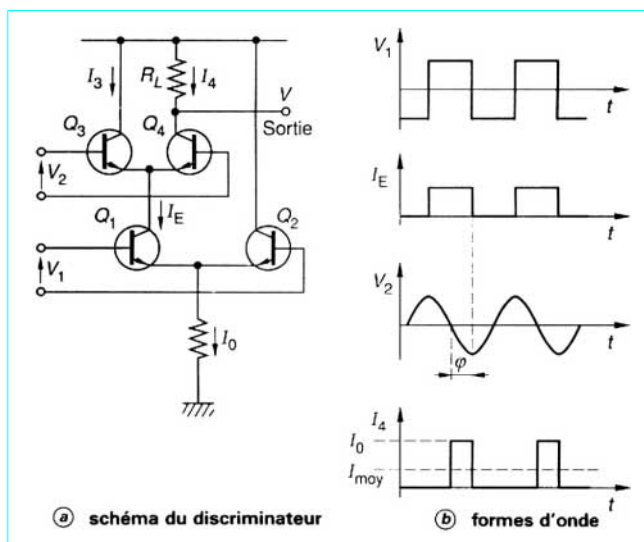 I3
RL
I4
V
Sortie
Q3
Q4
V2
Q1
IE
Q2
V1
I0
ⓐ schéma du discriminateur
V1
t
IE
t
V2
t
φ
I4
I0
Imoy
t
ⓑ formes d'onde